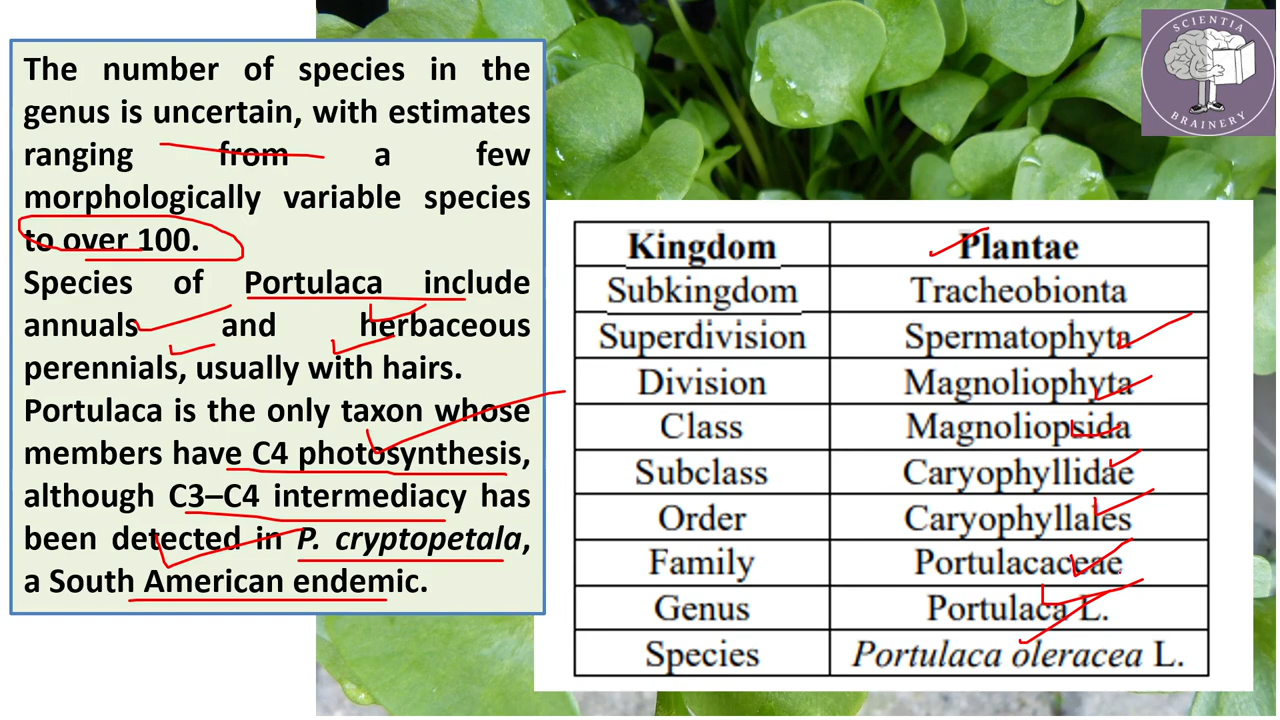 The number of species in the
genus is uncertain, with estimates
ranging from a few
morphologically variable species
to over 100.
Species of Portulaca include
annuals and herbaceous
perennials, usually with hairs.
Portulaca is the only taxon whose
members have C4 photosynthesis,
although C3–C4 intermediacy has
been detected in P. cryptopetala,
a South American endemic.
SCIENTIA
BRAINERY
Kingdom Plantae
Subkingdom Tracheobionta
Superdivision Spermatophyta
Division Magnoliophyta
Class Magnoliopsida
Subclass Caryophyllidae
Order Caryophyllales
Family Portulacaceae
Genus Portulaca L.
Species Portulaca oleracea L.